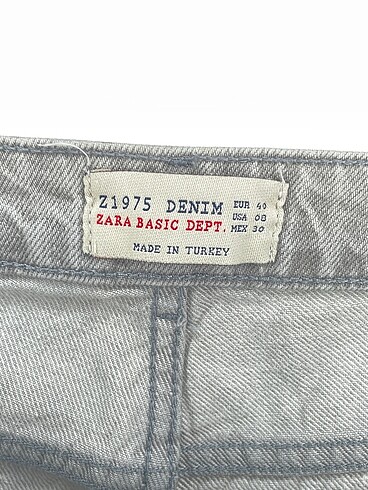 Z1975 DENIM EUR 40
USA 08
ZARA BASIC DEPT. MEX 30
MADE IN TURKEY